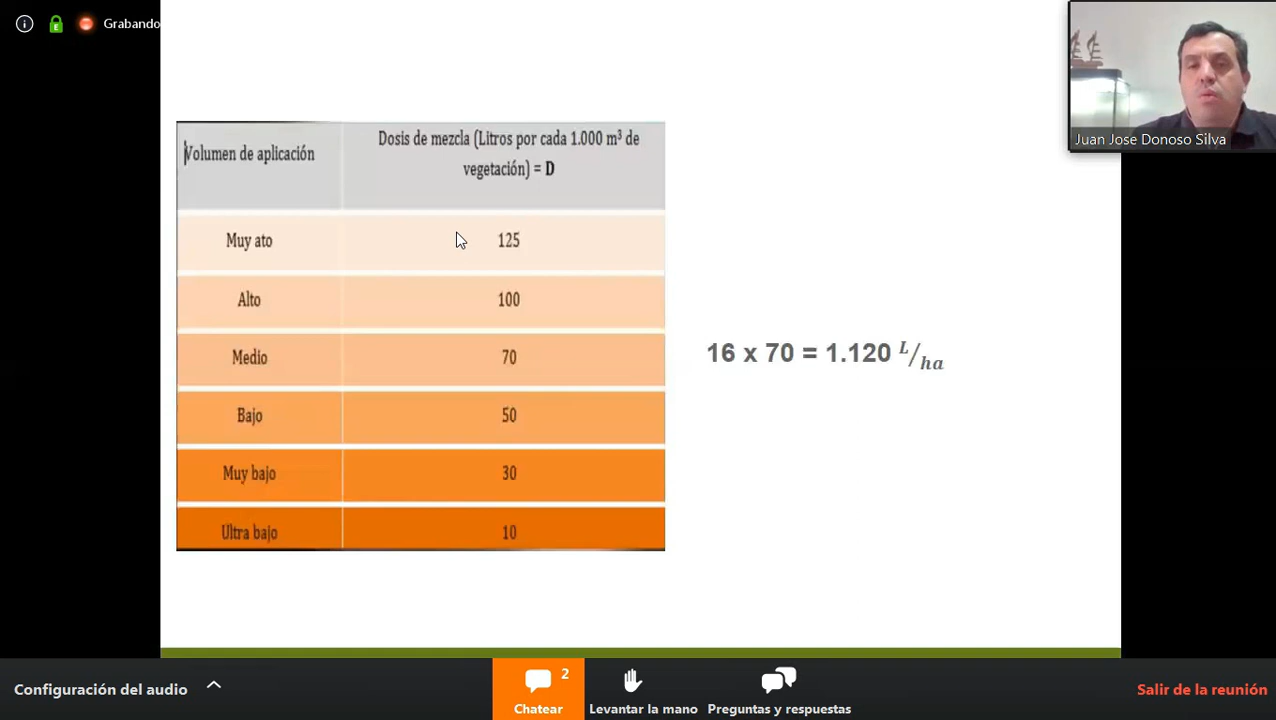 Grabando
Juan Jose Donoso Silva
Volumen de aplicación
Dosis de mezcla (Litros por cada 1.000 m³ de
vegetación) = D
Muy ato
125
Alto
100
Medio
70
Bajo
50
Muy bajo
30
Ultra bajo
10
16 x 70 = 1.120 L/ha
Configuración del audio
2
Chatear
Levantar la mano
Preguntas y respuestas
Salir de la reunión